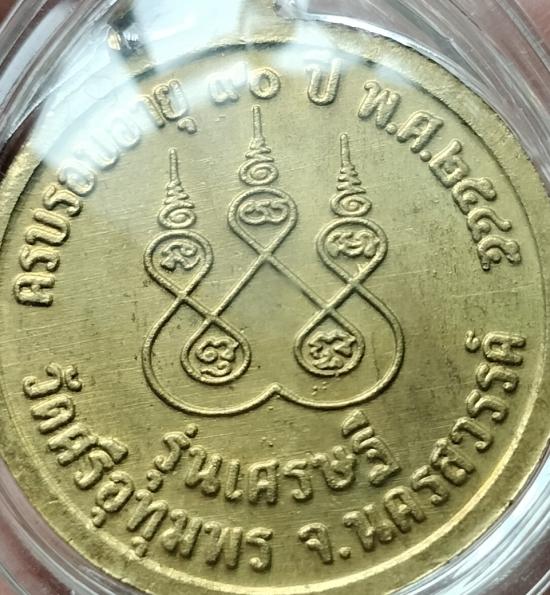 ครบรอบอายุ ๙๐ ปี พ.ศ.๒๕๔๕
รุ่นเศรษฐี
วัดศรีอุทุมพร จ.นครสวรรค์